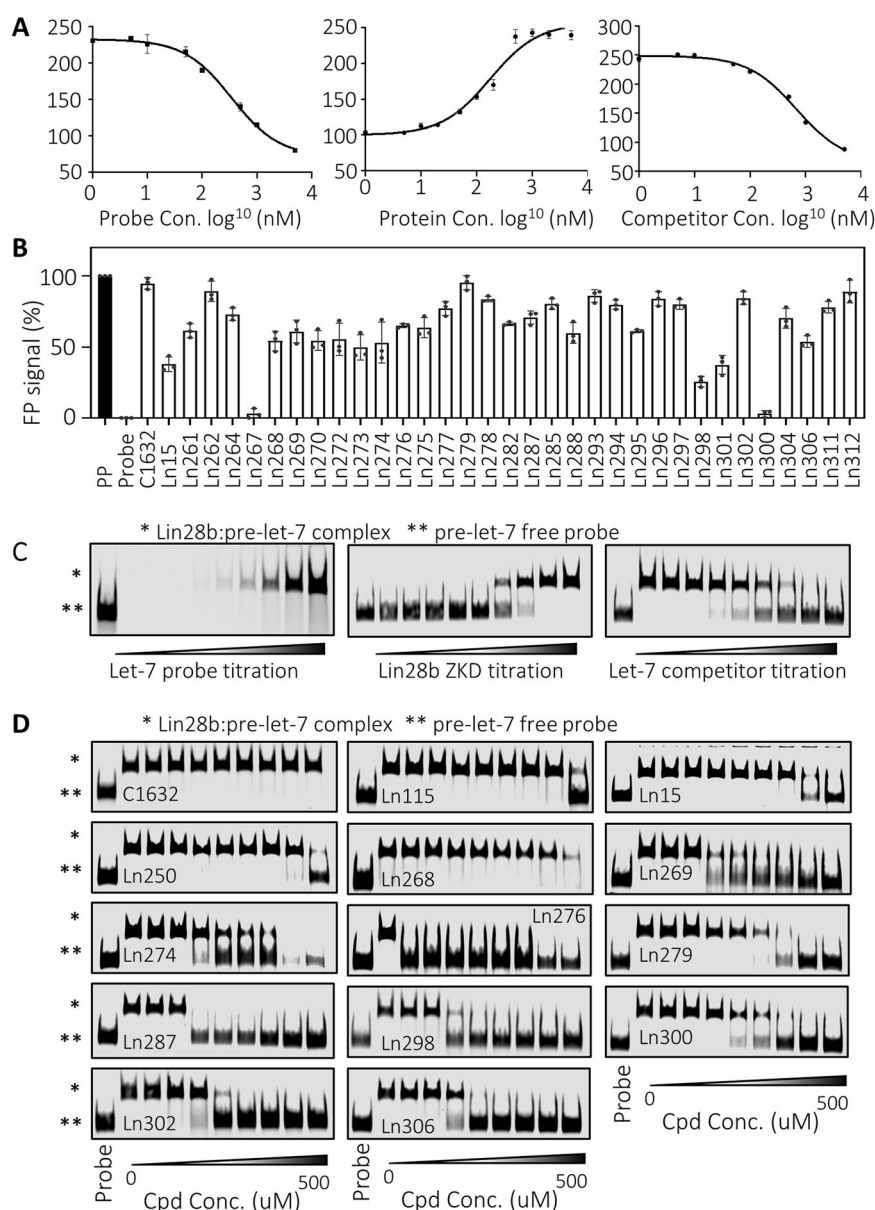 A
250
200
150
100
50
0 1 2 3 4
Probe Con. log10 (nM)
250
200
150
100
50
0 1 2 3 4
Protein Con. log10 (nM)
300
250
200
150
100
50
0 1 2 3 4
Competitor Con. log10 (nM)
B
FP signal (%)
100
50
0
PP Probe C1632 Ln15 Ln261 Ln262 Ln264 Ln267 Ln268 Ln269 Ln270 Ln272 Ln273 Ln274 Ln276 Ln275 Ln277 Ln279 Ln278 Ln282 Ln287 Ln285 Ln288 Ln293 Ln294 Ln295 Ln296 Ln297 Ln298 Ln301 Ln302 Ln300 Ln304 Ln306 Ln311 Ln312
* Lin28b:pre-let-7 complex ** pre-let-7 free probe
C
*
**
Let-7 probe titration
Lin28b ZKD titration
Let-7 competitor titration
D
* Lin28b:pre-let-7 complex ** pre-let-7 free probe
*
**
C1632
Ln115
Ln15
*
**
Ln250
Ln268
Ln269
*
**
Ln274
Ln276
Ln279
*
**
Ln287
Ln298
Ln300
*
**
Ln302
Ln306
Probe
0
500
Cpd Conc. (uM)
Probe
0
500
Cpd Conc. (uM)
Probe
0
500
Cpd Conc. (uM)